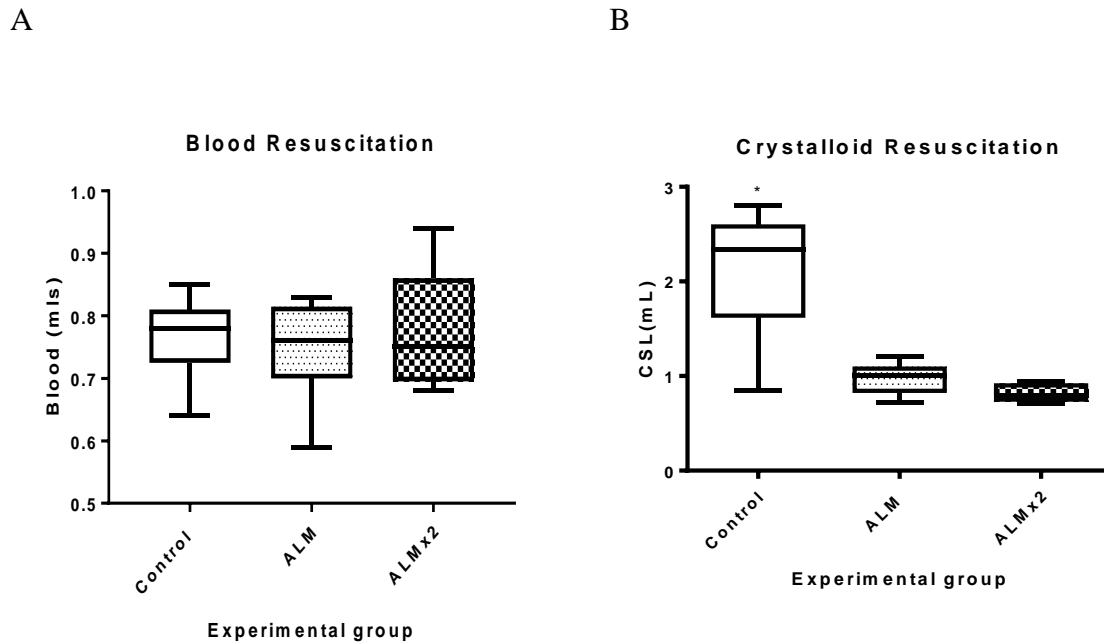 A
Blood Resuscitation
1.0
0.9
0.8
0.7
0.6
0.5
Blood (mls)
Control
ALM
ALMx2
Experimental group
B
Crystalloid Resuscitation
*
3
2
1
0
CSL(mL)
Control
ALM
ALMx2
Experimental group